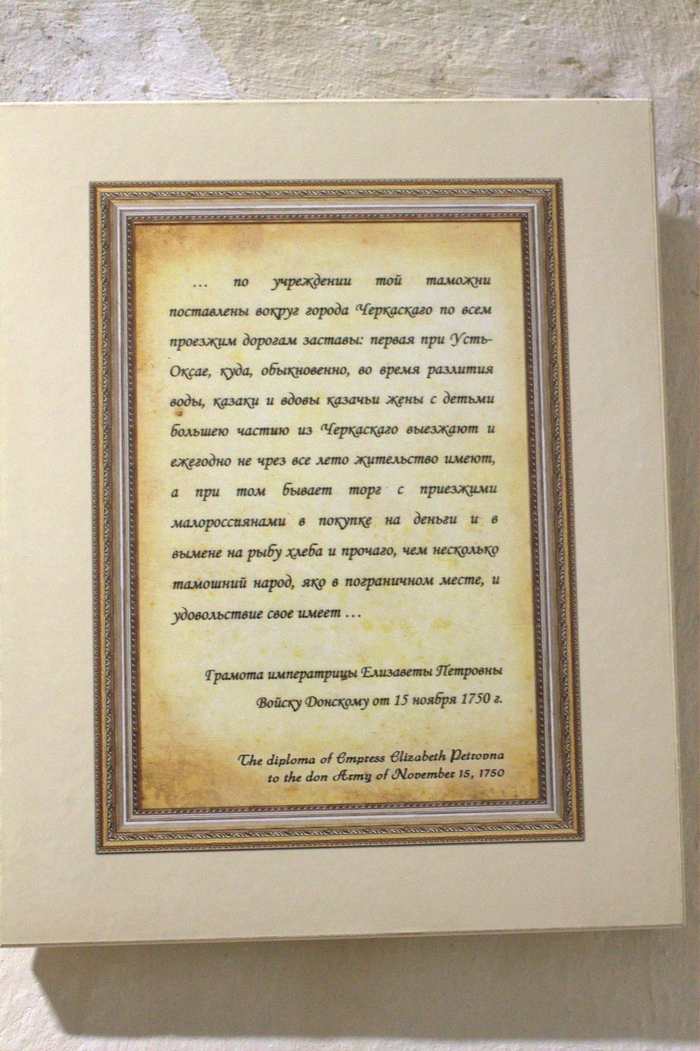 ... по учреждении той таможни
поставлены вокруг города Черкаскаго по всем
проезжим дорогам заставы: первая при Усть-
Оксае, куда, обыкновенно, во время разлития
воды, казаки и вдовы казачьи жены с детьми
большею частию из Черкаскаго выезжают и
ежегодно не чрез все лето жительство имеют,
а при том бывает торг с приезжими
малороссиянами в покупке на деньги и в
вымене на рыбу хлеба и прочаго, чем несколько
тамошний народ, яко в пограничном месте, и
удовольствие свое имеет ...
Грамота императрицы Елизаветы Петровны
Войску Донскому от 15 ноября 1750 г.
The diploma of Empress Elizabeth Petrovna
to the don Army of November 15, 1750